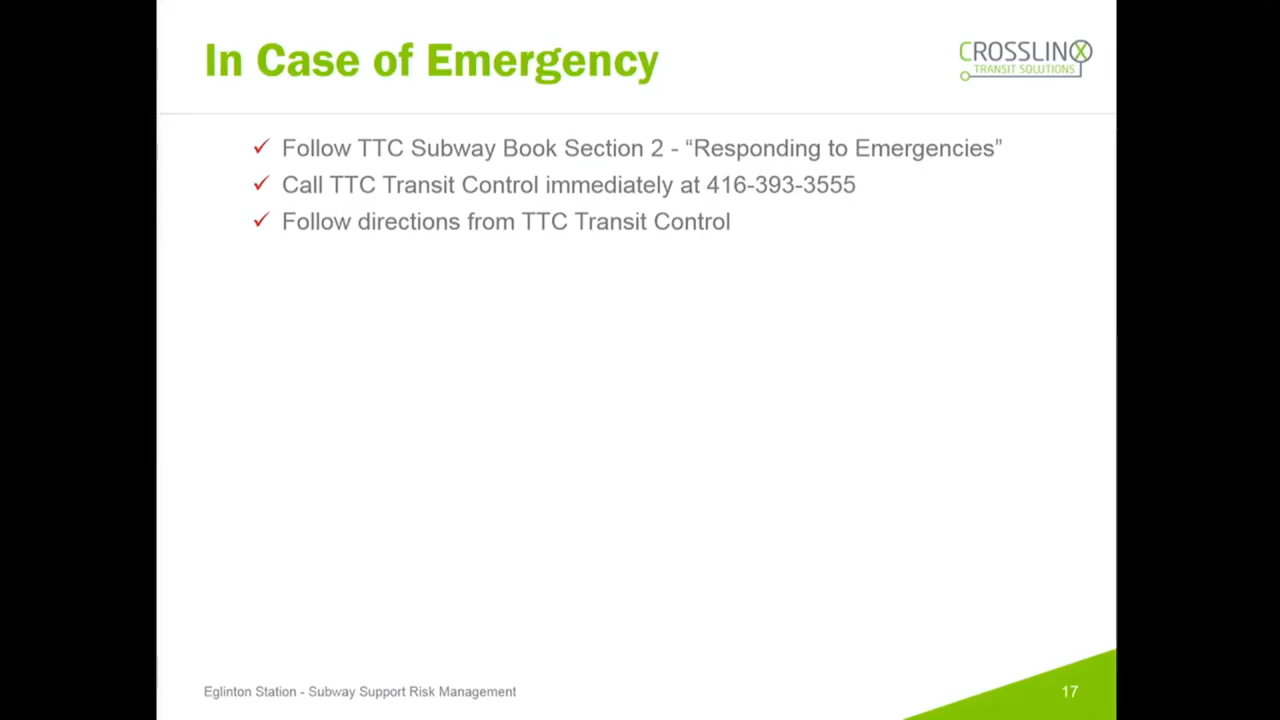 In Case of Emergency
CROSSLINX
TRANSIT SOLUTIONS
Follow TTC Subway Book Section 2 - “Responding to Emergencies”
Call TTC Transit Control immediately at 416-393-3555
Follow directions from TTC Transit Control
Eglinton Station - Subway Support Risk Management
17